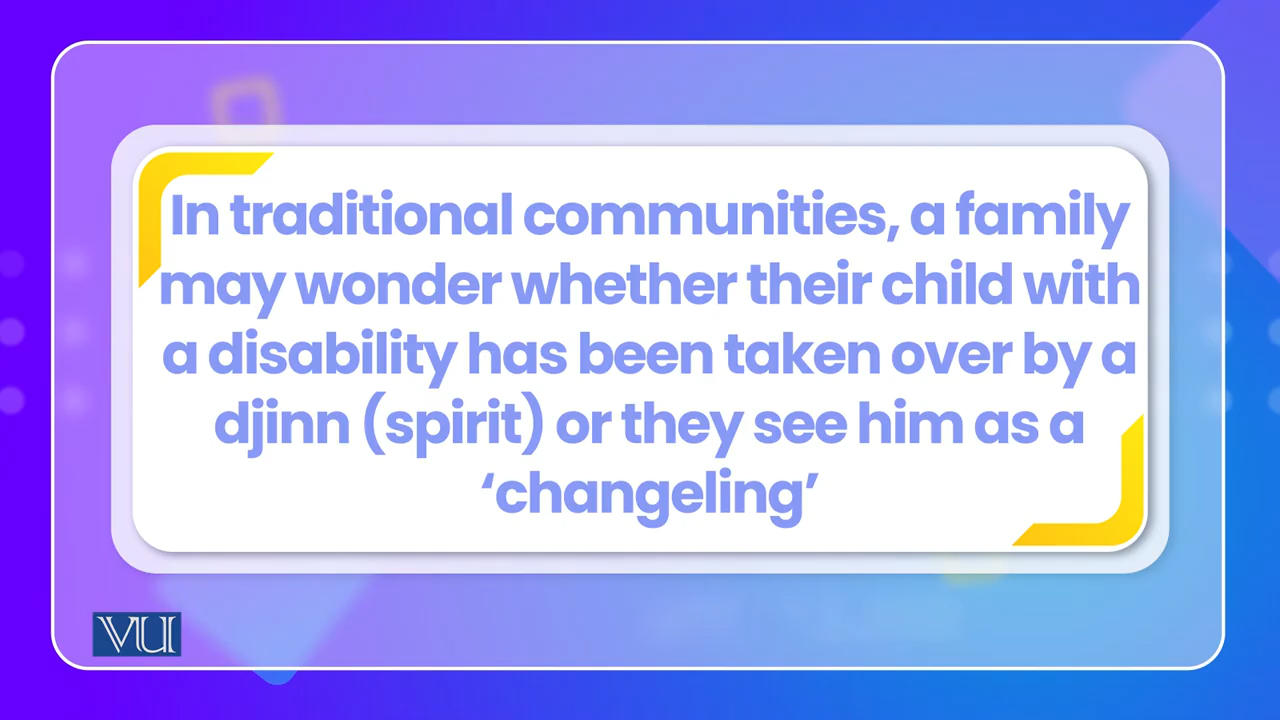 In traditional communities, a family
may wonder whether their child with
a disability has been taken over by a
djinn (spirit) or they see him as a
‘changeling’
VU